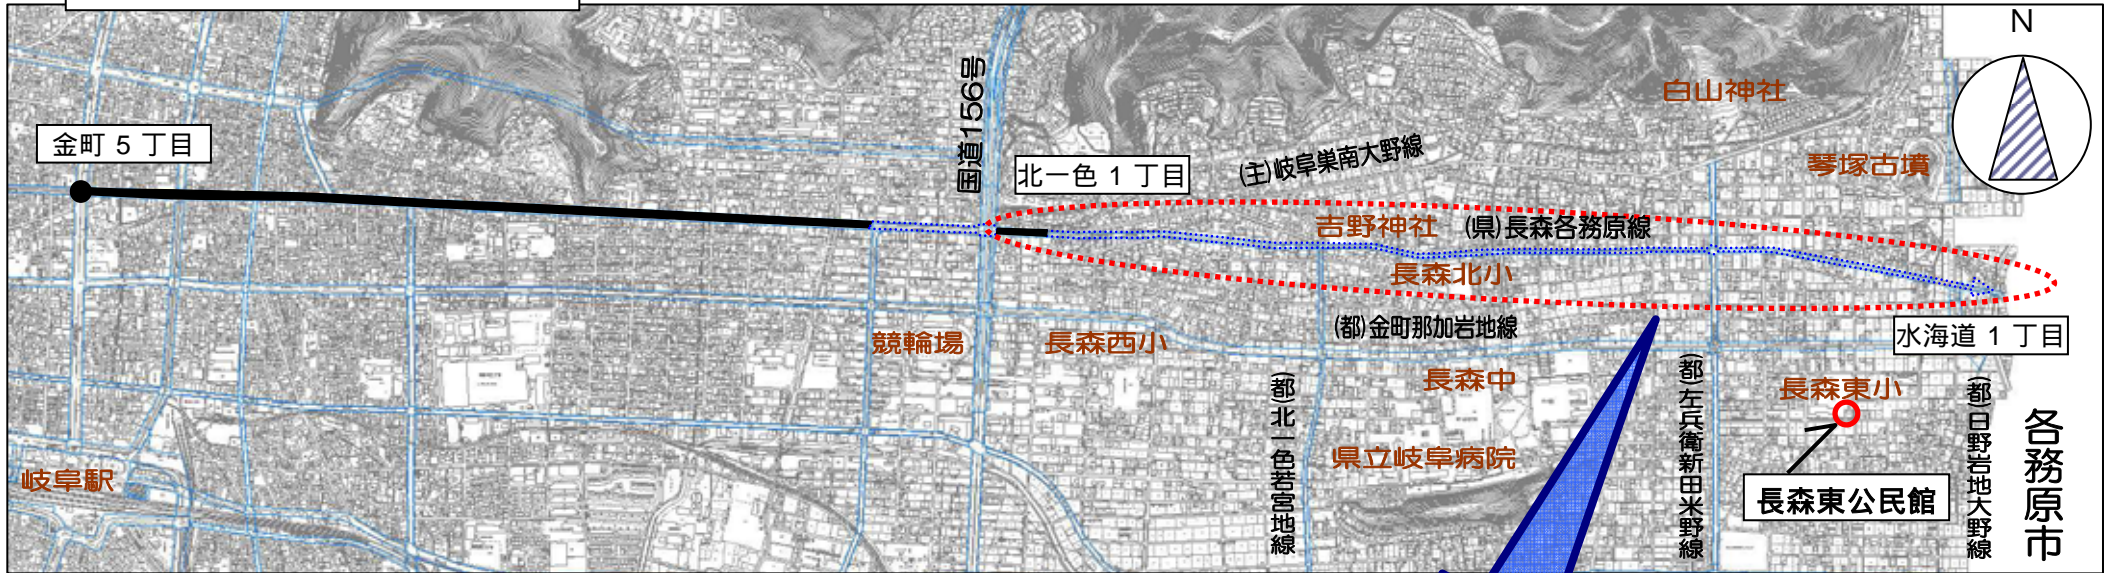 N
国道156号
白山神社
金町 5 丁目
北一色 1 丁目
(主)岐阜巣南大野線
琴塚古墳
吉野神社
(県)長森各務原線
長森北小
競輪場
長森西小
(都)金町那加岩地線
水海道 1 丁目
長森中
長森東小
(都)北一色若宮地線
(都)左兵衛新田米野線
(都)日野岩地大野線
各務原市
岐阜駅
県立岐阜病院
長森東公民館